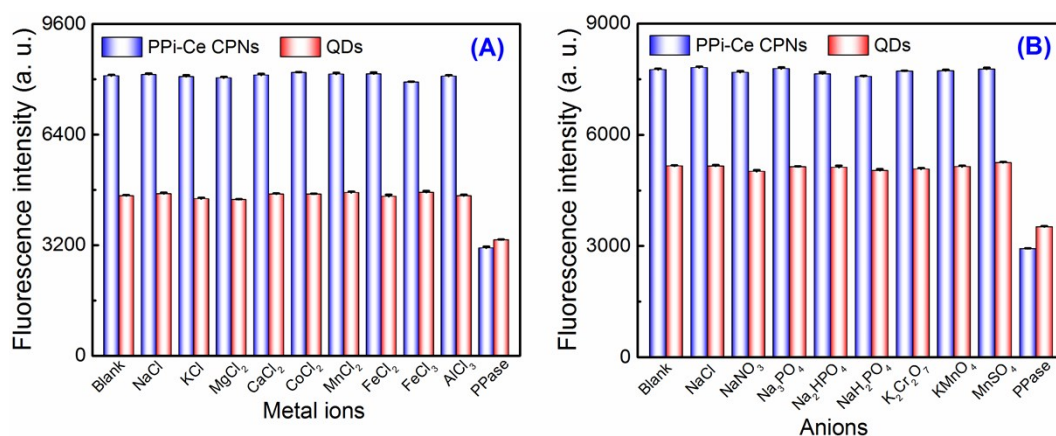 9600
6400
3200
0
Fluorescence intensity (a. u.)
PPi-Ce CPNs
QDs
(A)
Blank
NaCl
KCl
MgCl₂
CaCl₂
CoCl₂
MnCl₂
FeCl₂
FeCl₃
AlCl₃
PPase
Metal ions
9000
6000
3000
0
Fluorescence intensity (a. u.)
PPi-Ce CPNs
QDs
(B)
Blank
NaCl
NaNO₃
Na₃PO₄
Na₂HPO₄
NaH₂PO₄
K₂Cr₂O₇
KMnO₄
MnSO₄
PPase
Anions